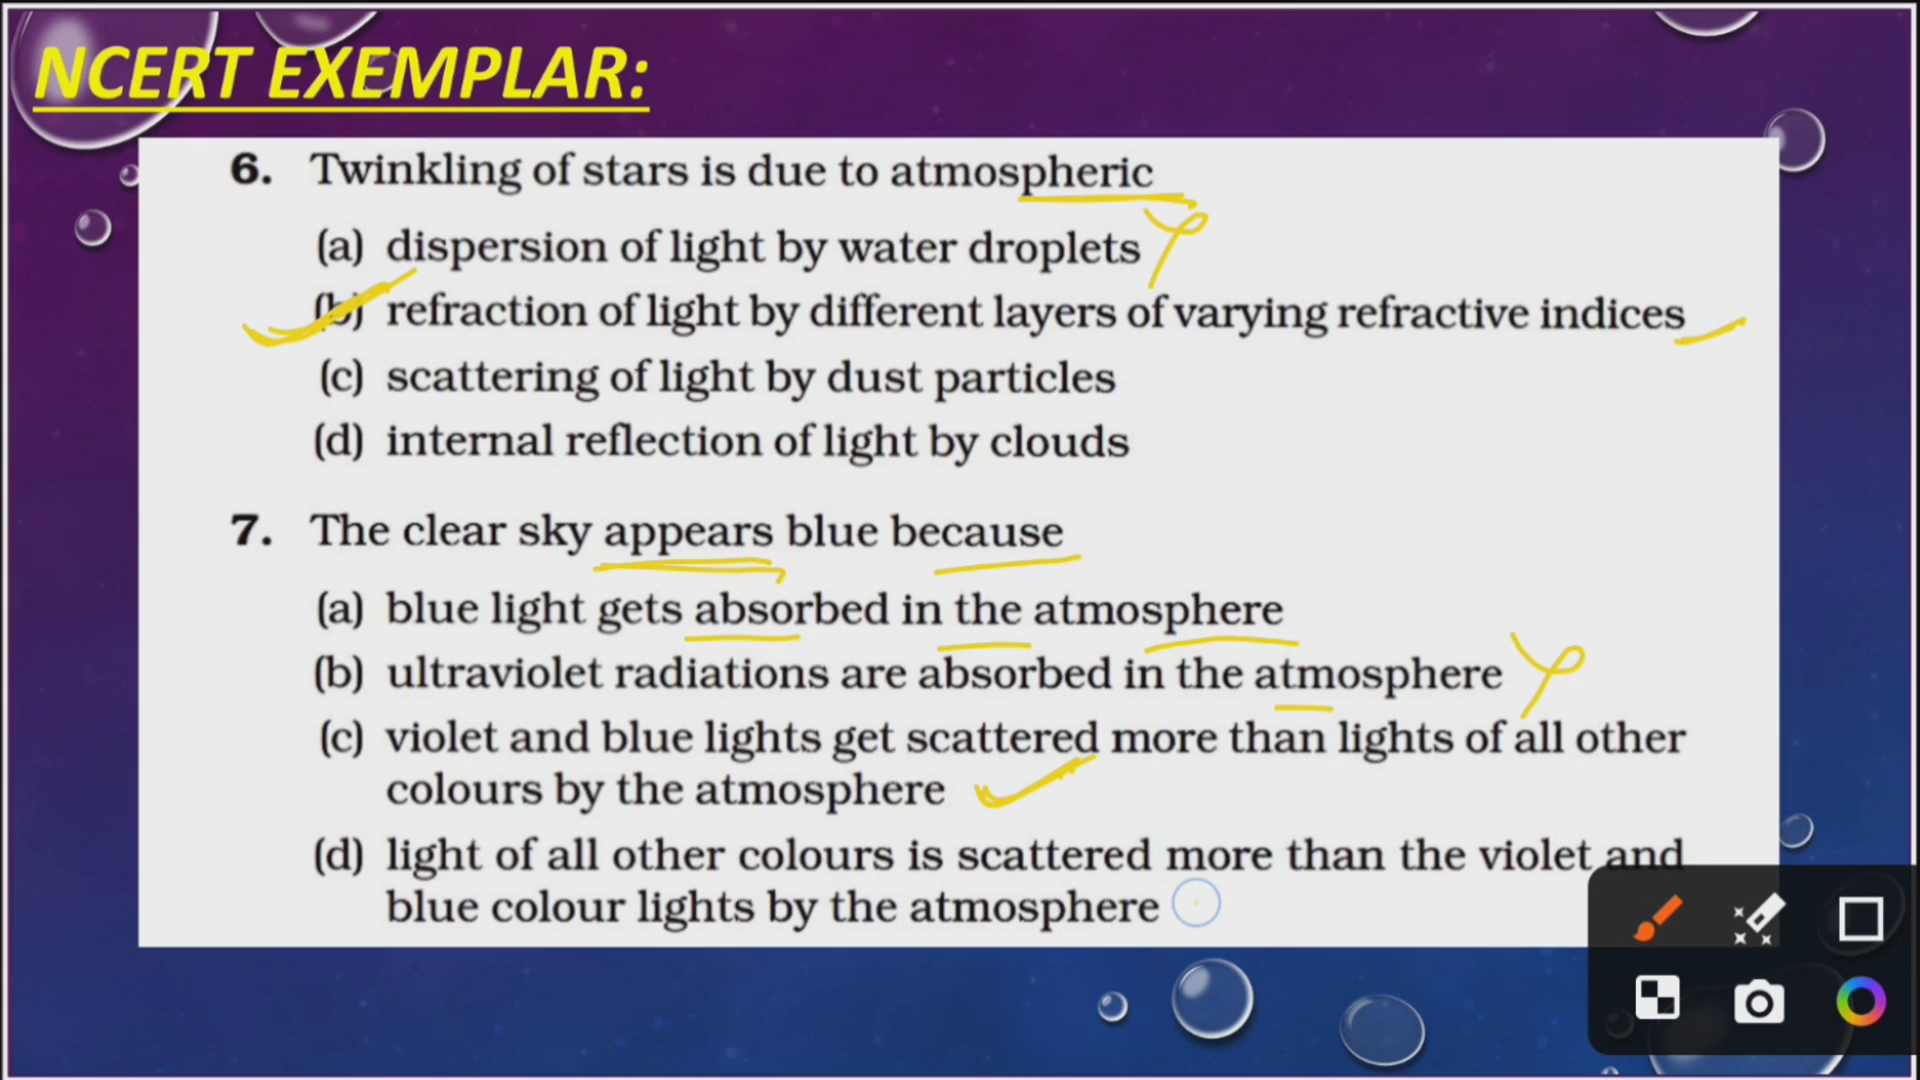 NCERT EXEMPLAR:
6. Twinkling of stars is due to atmospheric
(a) dispersion of light by water droplets
(b) refraction of light by different layers of varying refractive indices
(c) scattering of light by dust particles
(d) internal reflection of light by clouds
7. The clear sky appears blue because
(a) blue light gets absorbed in the atmosphere
(b) ultraviolet radiations are absorbed in the atmosphere
(c) violet and blue lights get scattered more than lights of all other
colours by the atmosphere
(d) light of all other colours is scattered more than the violet and
blue colour lights by the atmosphere